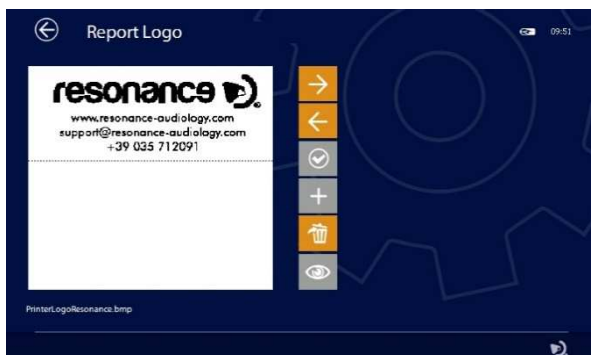 Report Logo
09:51
resonance
www.resonance-audiology.com
support@resonance-audiology.com
+39 035 712091
PrinterLogoResonance.bmp